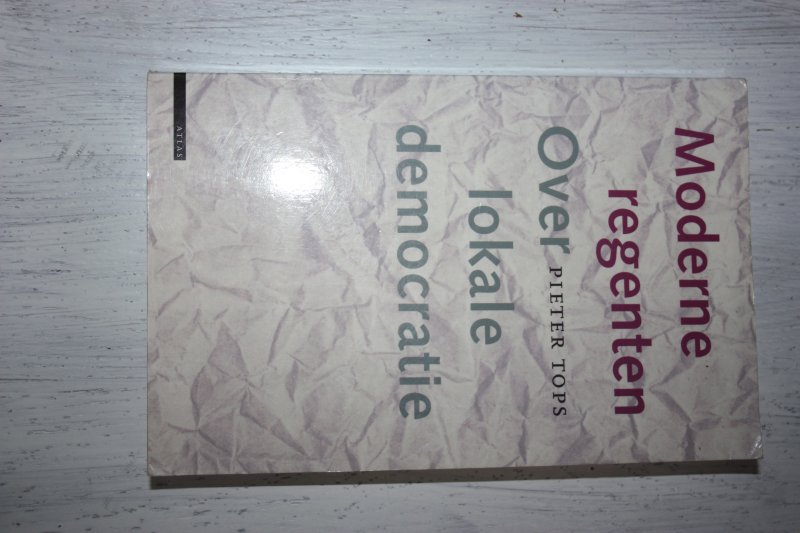 Moderne
regenten
PIETER TOPS
Over
lokale
democratie
ATLAS